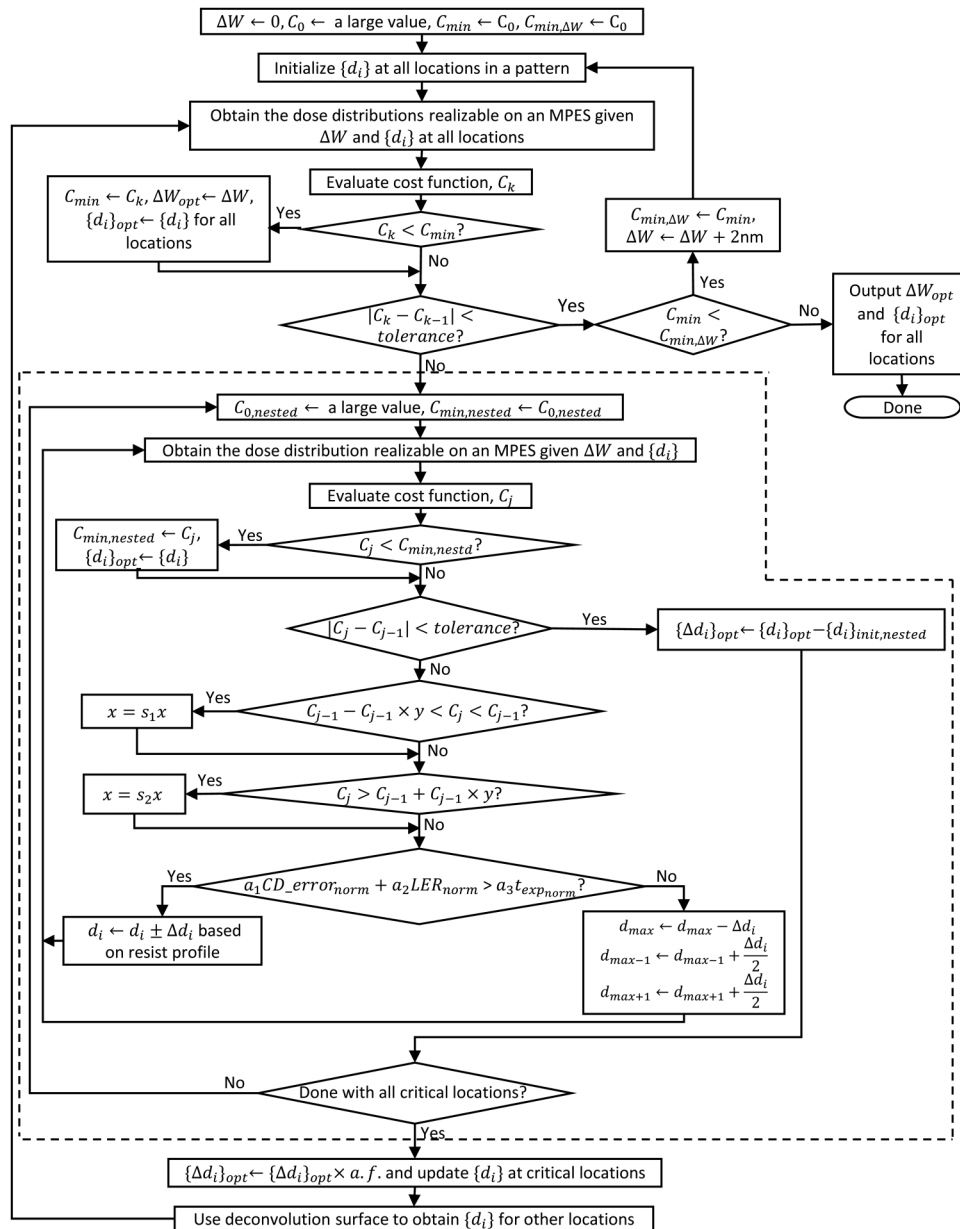 ΔW ← 0, C₀ ← a large value, C_min ← C₀, C_min,ΔW ← C₀
Initialize {d_i} at all locations in a pattern
Obtain the dose distributions realizable on an MPES given
ΔW and {d_i} at all locations
Evaluate cost function, C_k
C_min ← C_k, ΔW_opt ← ΔW,
{d_i}_opt ← {d_i} for all
locations
Yes
C_k < C_min?
No
C_min,ΔW ← C_min,
ΔW ← ΔW + 2nm
Yes
|C_k − C_k−1| <
tolerance?
Yes
C_min <
C_min,ΔW?
No
Output ΔW_opt
and {d_i}_opt
for all
locations
Done
No
C_0,nested ← a large value, C_min,nested ← C_0,nested
Obtain the dose distribution realizable on an MPES given ΔW and {d_i}
Evaluate cost function, C_j
C_min,nested ← C_j,
{d_i}_opt ← {d_i}
Yes
C_j < C_min,nestd?
No
|C_j − C_j−1| < tolerance?
Yes
{Δd_i}_opt ← {d_i}_opt − {d_i}_init,nested
No
x = s₁x
Yes
C_j−1 − C_j−1 × y < C_j < C_j−1?
No
x = s₂x
Yes
C_j > C_j−1 + C_j−1 × y?
No
Yes
a₁CD_error_norm + a₂LER_norm > a₃t_exp_norm?
No
d_i ← d_i ± Δd_i based
on resist profile
d_max ← d_max − Δd_i
d_max−1 ← d_max−1 + Δd_i/2
d_max+1 ← d_max+1 + Δd_i/2
No
Done with all critical locations?
Yes
{Δd_i}_opt ← {Δd_i}_opt × a.f. and update {d_i} at critical locations
Use deconvolution surface to obtain {d_i} for other locations